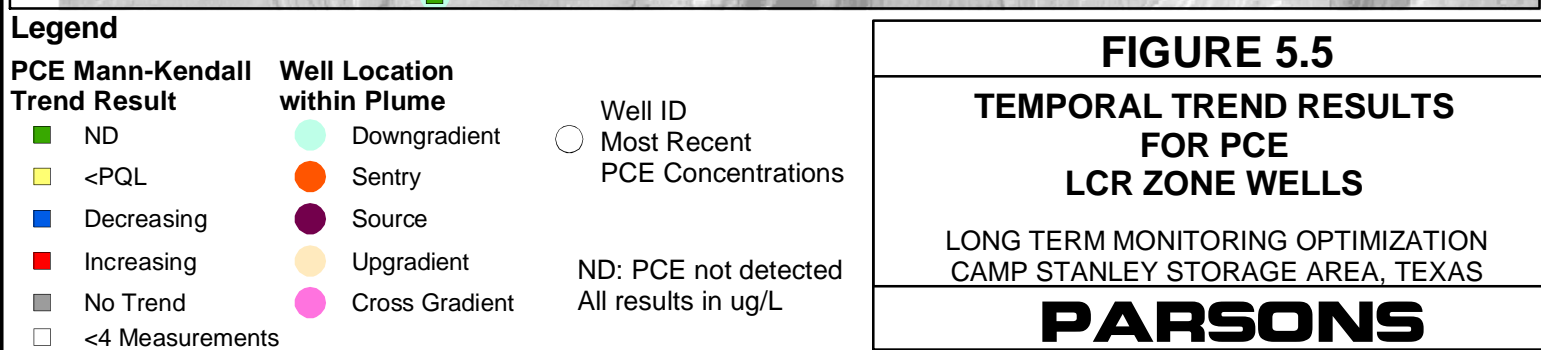 Legend
PCE Mann-Kendall
Trend Result
ND
<PQL
Decreasing
Increasing
No Trend
<4 Measurements
Well Location
within Plume
Downgradient
Sentry
Source
Upgradient
Cross Gradient
Well ID
Most Recent
PCE Concentrations
ND: PCE not detected
All results in ug/L
FIGURE 5.5
TEMPORAL TREND RESULTS
FOR PCE
LCR ZONE WELLS
LONG TERM MONITORING OPTIMIZATION
CAMP STANLEY STORAGE AREA, TEXAS
PARSONS